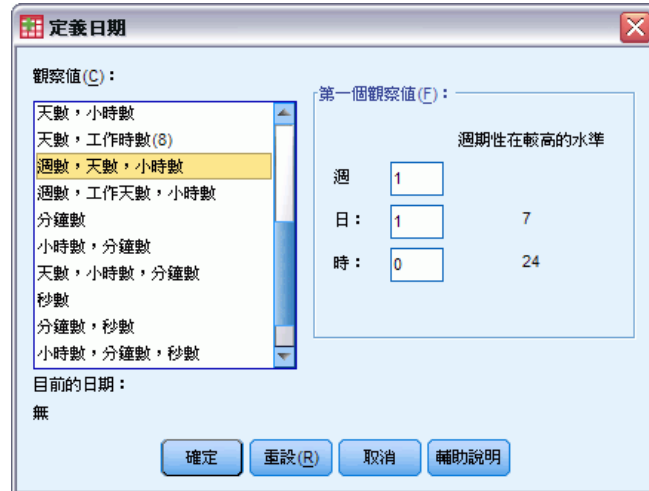 定義日期
觀察值(C)：
天數，小時數
天數，工作時數(8)
週數，天數，小時數
週數，工作天數，小時數
分鐘數
小時數，分鐘數
天數，小時數，分鐘數
秒數
分鐘數，秒數
小時數，分鐘數，秒數
目前的日期：
無
第一個觀察值(F)：
週期性在較高的水準
週 1
日： 1 7
時： 0 24
確定 重設(R) 取消 輔助說明